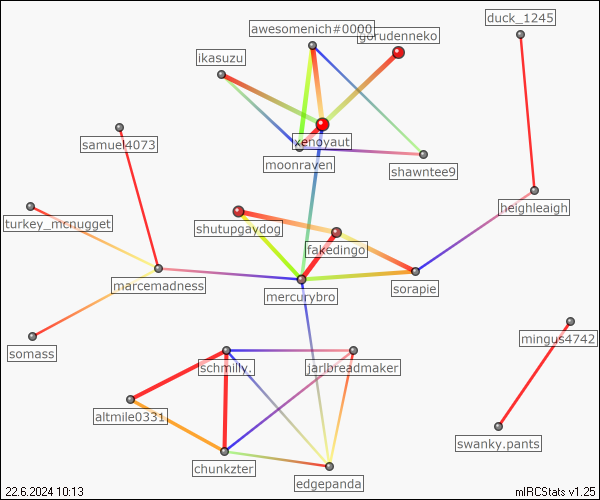 duck_1245
awesomenich#0000
gorudenneko
ikasuzu
samuel4073
xenoyaut
moonraven
shawntee9
heighleaigh
turkey_mcnugget
shutupgaydog
fakedingo
marcemadness
mercurybro
sorapie
mingus4742
somass
schmilly.
jarlbreadmaker
altmile0331
swanky.pants
chunkzter
edgepanda
22.6.2024 10:13
mIRCStats v1.25